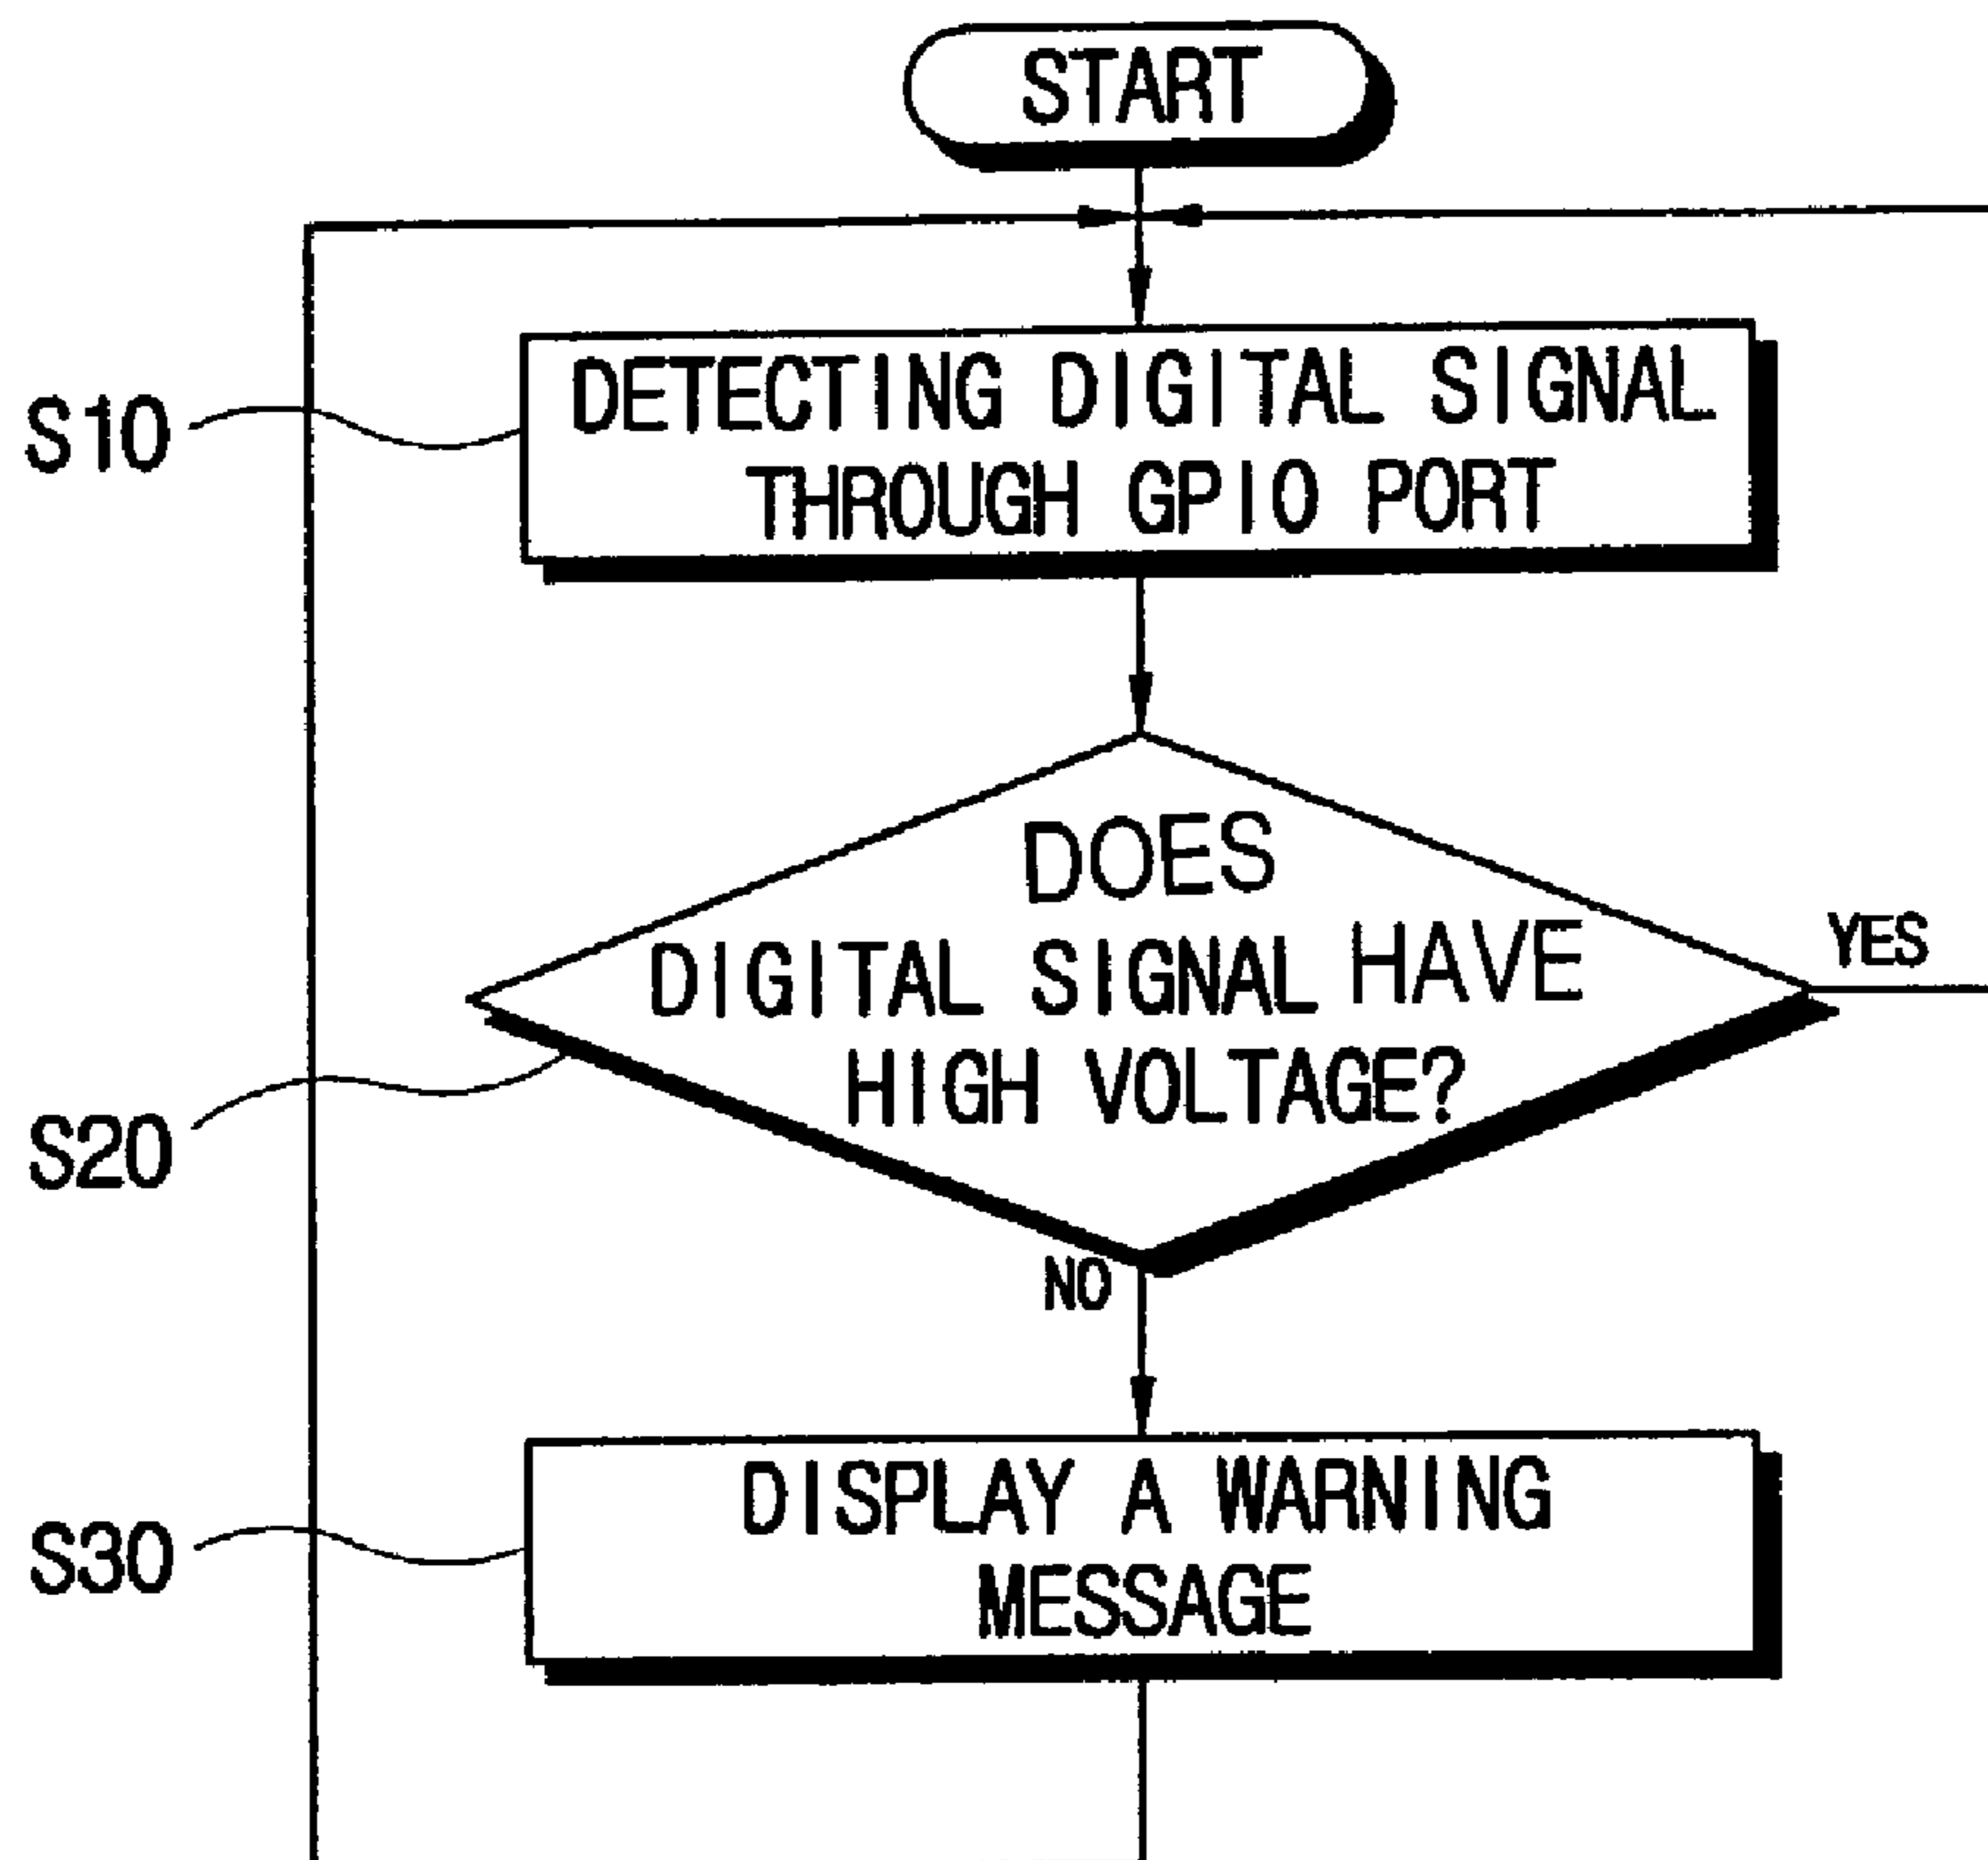 START
S10
DETECTING DIGITAL SIGNAL
THROUGH GPIO PORT
DOES
DIGITAL SIGNAL HAVE
HIGH VOLTAGE?
YES
S20
NO
S30
DISPLAY A WARNING
MESSAGE